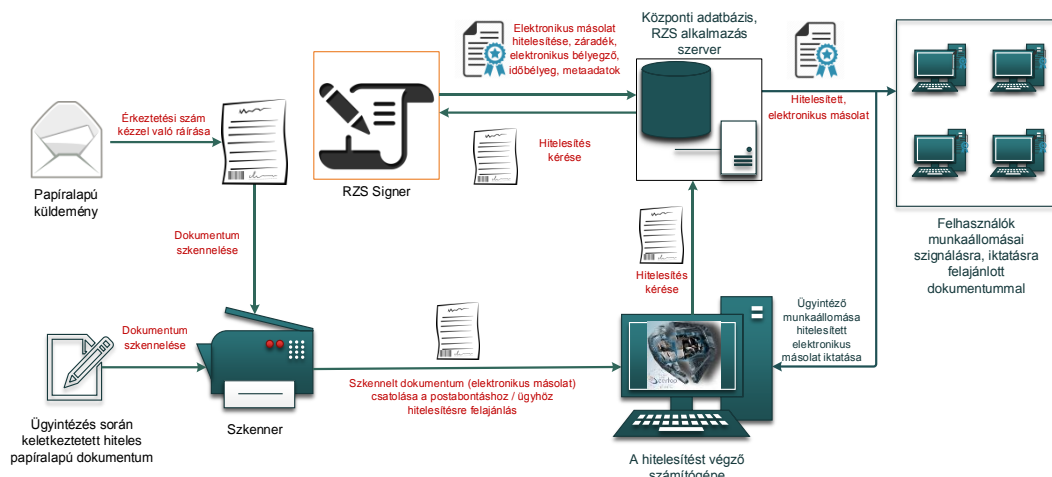 Érkeztetési szám
kézzel való ráírása
Papíralapú
küldemény
Elektronikus másolat
hitelesítése, záradék,
elektronikus bélyegző,
időbélyeg, metaadatok
RZS Signer
Hitelesítés
kérése
Központi adatbázis,
RZS alkalmazás
szerver
Hitelesített,
elektronikus másolat
Felhasználók
munkaállomásai
szignálásra, iktatásra
felajánlott
dokumentummal
Dokumentum
szkennelése
Hitelesítés
kérése
Ügyintéző
munkaállomása
hitelesített
elektronikus
másolat iktatása
Dokumentum
szkennelése
Ügyintézés során
keletkeztetett hiteles
papíralapú dokumentum
Szkenner
Szkennelt dokumentum (elektronikus másolat)
csatolása a postabontáshoz / ügyhöz
hitelesítésre felajánlás
A hitelesítést végző
számítógépe